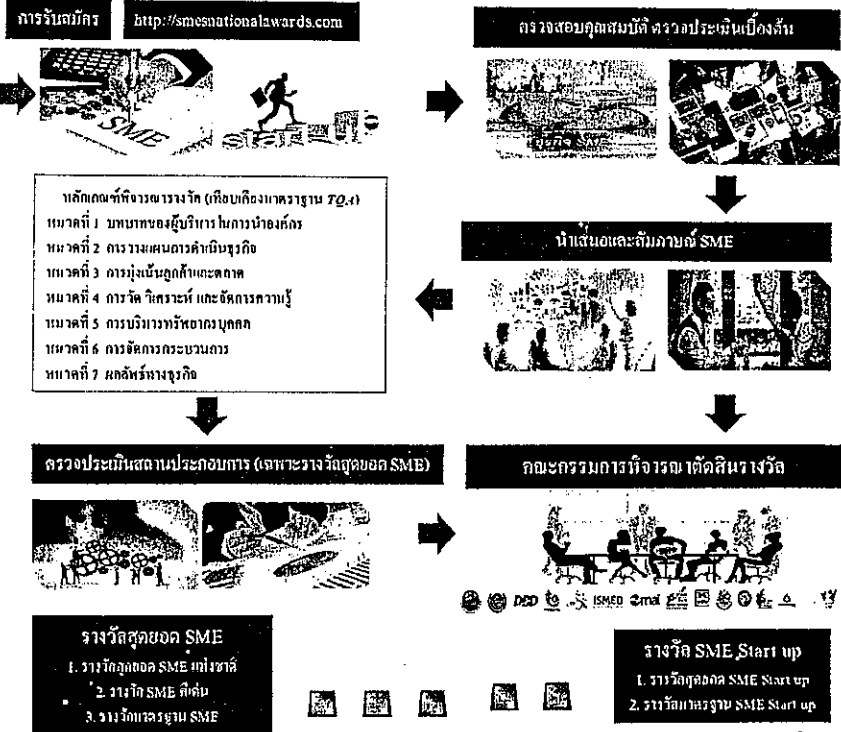 การรับสมัคร
http://smesnationalawards.com
ตรวจสอบคุณสมบัติ ตรวจประเมินเบื้องต้น
SME
นำเสนอและสัมภาษณ์ SME
หลักเกณฑ์พิจารณารางวัล (เทียบเคียงมาตรฐาน TQA)
หมวดที่ 1 บทบาทของผู้บริหารในการนำองค์กร
หมวดที่ 2 การวางแผนการดำเนินธุรกิจ
หมวดที่ 3 การมุ่งเน้นลูกค้าและตลาด
หมวดที่ 4 การวัด วิเคราะห์ และจัดการความรู้
หมวดที่ 5 การบริหารทรัพยากรบุคคล
หมวดที่ 6 การจัดการกระบวนการ
หมวดที่ 7 ผลลัพธ์ทางธุรกิจ
ตรวจประเมินสถานประกอบการ (เฉพาะรางวัลสุดยอด SME)
คณะกรรมการพิจารณาตัดสินรางวัล
ISMED mai
รางวัลสุดยอด SME
1. รางวัลสุดยอด SME แห่งชาติ
2. รางวัล SME ดีเด่น
3. รางวัลมาตรฐาน SME
รางวัล SME Start up
1. รางวัลสุดยอด SME Start up
2. รางวัลมาตรฐาน SME Start up